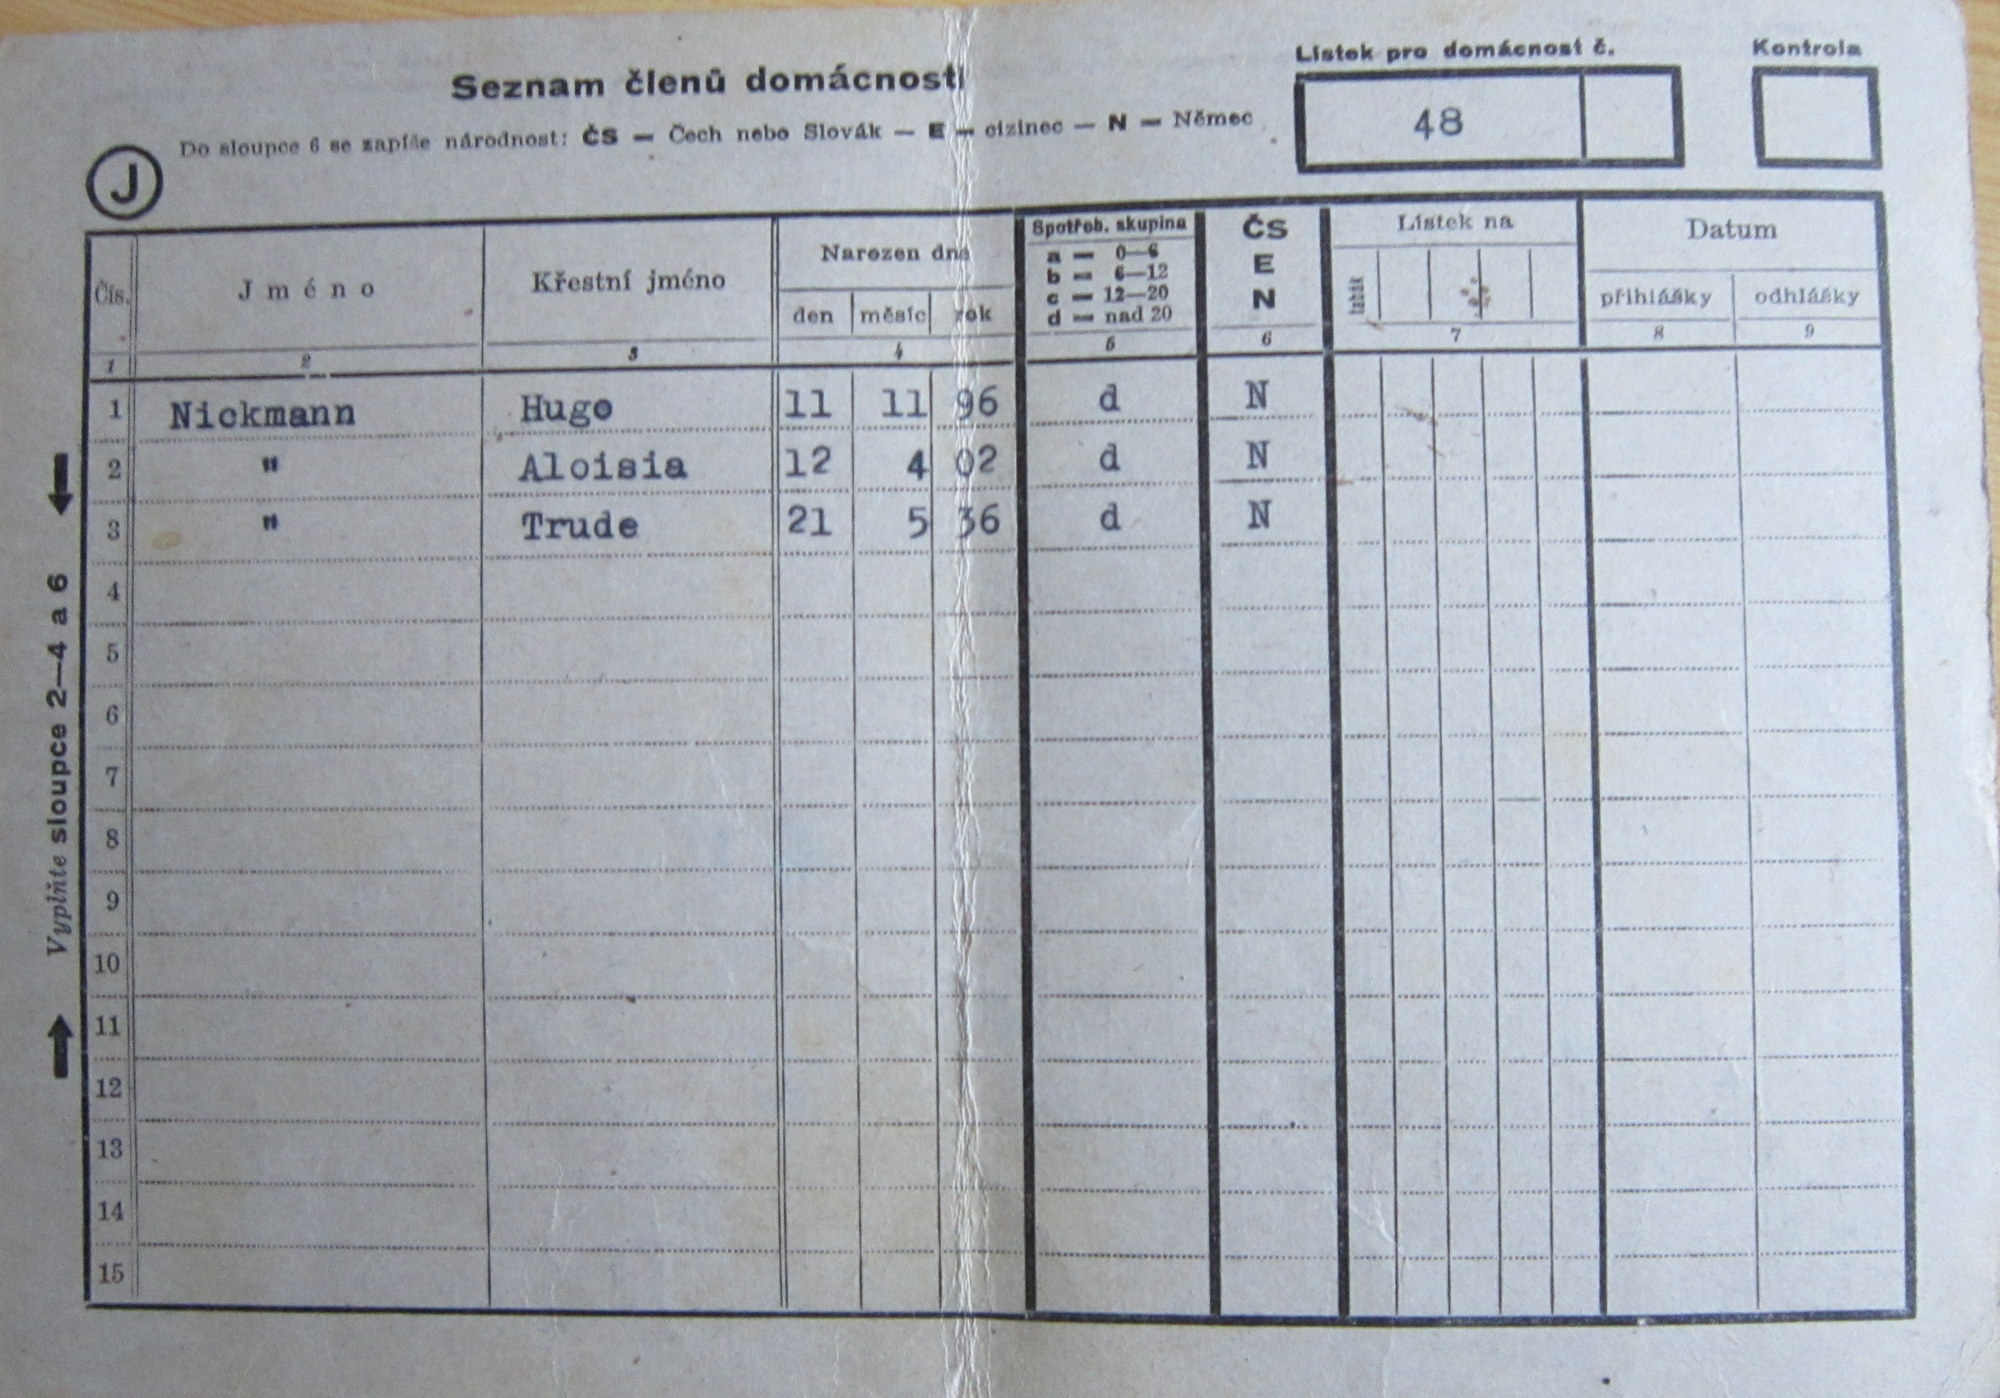 Seznam členů domácnosti
Lístek pro domácnost č.
Kontrola
48
Do sloupce 6 se zapíše národnost: ČS — Čech nebo Slovák — E — cizinec — N — Němec
J
Čís.
Jméno
Křestní jméno
Narozen dne
den měsíc rok
Spotřeb. skupina
a — 0—6
b — 6—12
c — 12—20
d — nad 20
ČS
E
N
Lístek na
tabák
Datum
přihlášky odhlášky
1 2 3 4 5 6 7 8 9
1 Nickmann Hugo 11 11 96 d N
2 " Aloisia 12 4 02 d N
3 " Trude 21 5 36 d N
4
5
6
7
8
9
10
11
12
13
14
15
Vyplňte sloupce 2—4 a 6